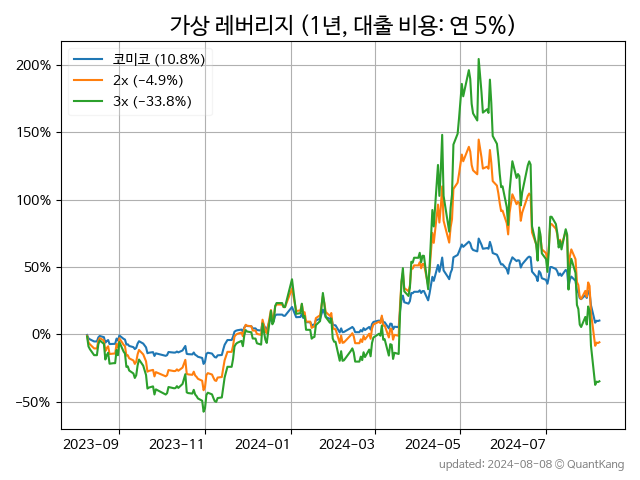 가상 레버리지 (1년, 대출 비용: 연 5%)
코미코 (10.8%)
2x (−4.9%)
3x (−33.8%)
200%
150%
100%
50%
0%
−50%
2023-09
2023-11
2024-01
2024-03
2024-05
2024-07
updated: 2024-08-08 © QuantKang